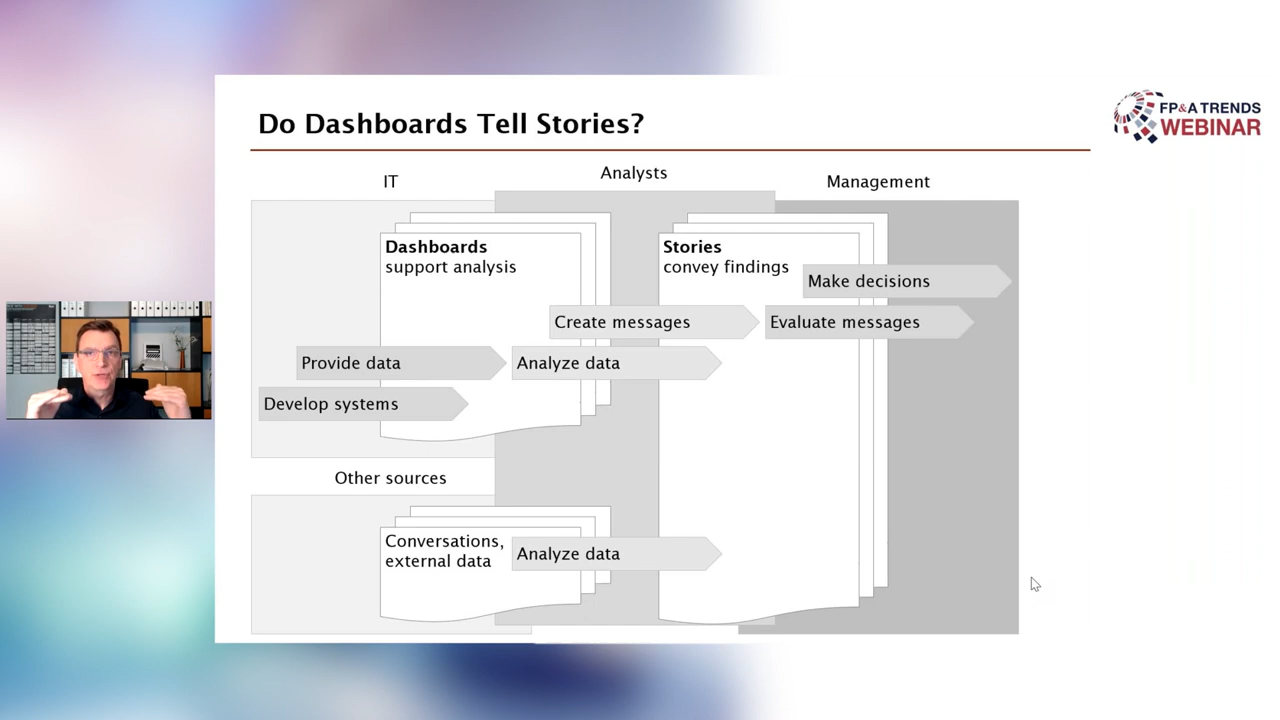 Do Dashboards Tell Stories?
FP&A TRENDS
WEBINAR
IT
Analysts
Management
Dashboards
support analysis
Stories
convey findings
Make decisions
Create messages
Evaluate messages
Provide data
Analyze data
Develop systems
Other sources
Conversations,
external data
Analyze data